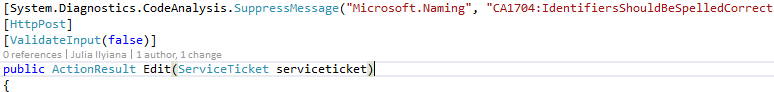 [System.Diagnostics.CodeAnalysis.SuppressMessage("Microsoft.Naming", "CA1704:IdentifiersShouldBeSpelledCorrect
[HttpPost]
[ValidateInput(false)]
0 references | Julia Ilyiana | 1 author, 1 change
public ActionResult Edit(ServiceTicket serviceticket)
{